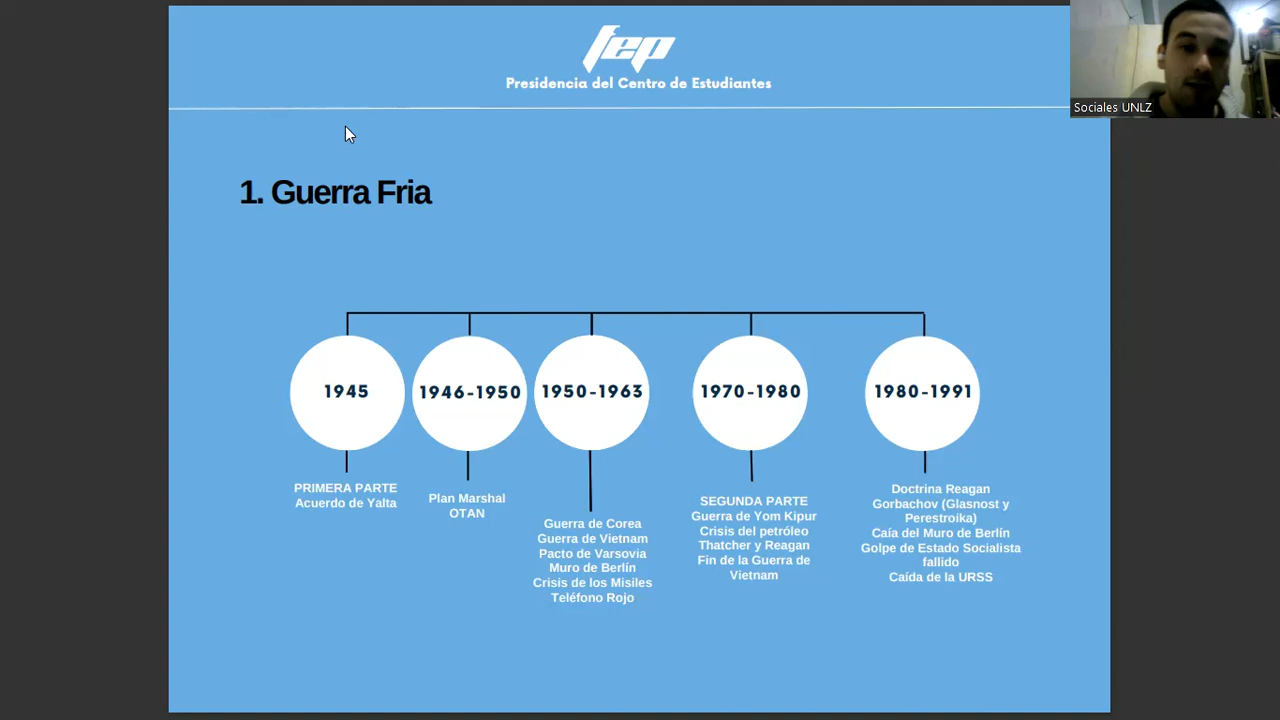 fep
Presidencia del Centro de Estudiantes
Sociales UNLZ
1. Guerra Fria
1945
1946-1950
1950-1963
1970-1980
1980-1991
PRIMERA PARTE
Acuerdo de Yalta
Plan Marshal
OTAN
Guerra de Corea
Guerra de Vietnam
Pacto de Varsovia
Muro de Berlín
Crisis de los Misiles
Teléfono Rojo
SEGUNDA PARTE
Guerra de Yom Kipur
Crisis del petróleo
Thatcher y Reagan
Fin de la Guerra de
Vietnam
Doctrina Reagan
Gorbachov (Glasnost y
Perestroika)
Caía del Muro de Berlín
Golpe de Estado Socialista
fallido
Caída de la URSS